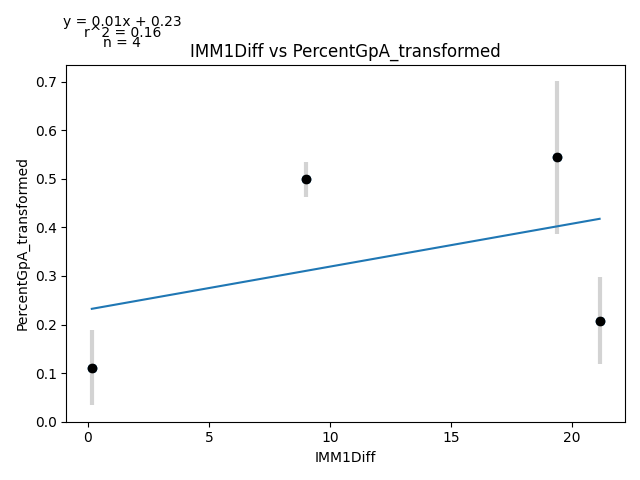 y = 0.01x + 0.23
r^2 = 0.16
n = 4
IMM1Diff vs PercentGpA_transformed
PercentGpA_transformed
0.7
0.6
0.5
0.4
0.3
0.2
0.1
0.0
0
5
10
15
20
IMM1Diff